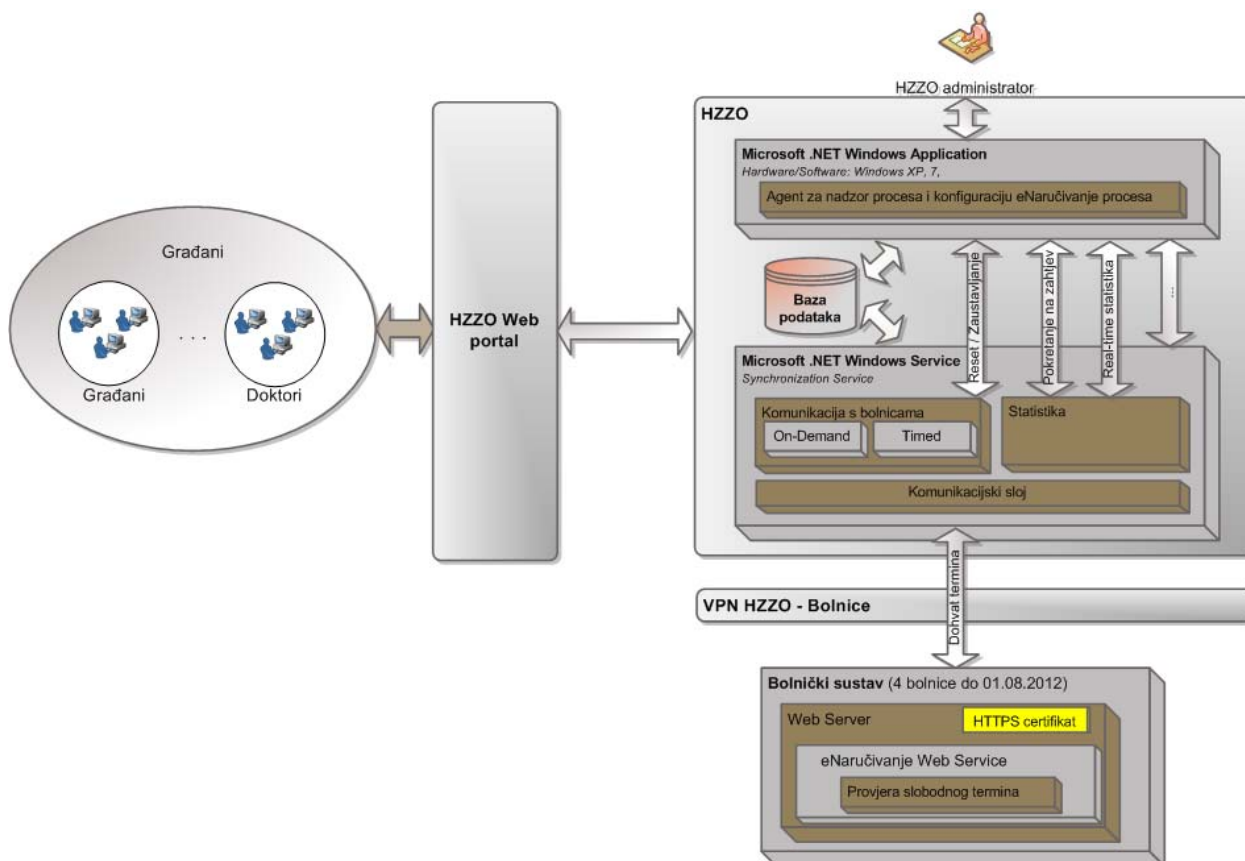 HZZO administrator
HZZO
Microsoft .NET Windows Application
Hardware/Software: Windows XP, 7,
Agent za nadzor procesa i konfiguraciju eNaručivanje procesa
Građani
Građani
. . .
Doktori
HZZO Web
portal
Baza
podataka
Reset / Zaustavljanje
Pokretanje na zahtjev
Real-time statistika
...
Microsoft .NET Windows Service
Synchronization Service
Komunikacija s bolnicama
On-Demand
Timed
Statistika
Komunikacijski sloj
VPN HZZO - Bolnice
Dohvat termina
Bolnički sustav (4 bolnice do 01.08.2012)
Web Server
HTTPS certifikat
eNaručivanje Web Service
Provjera slobodnog termina